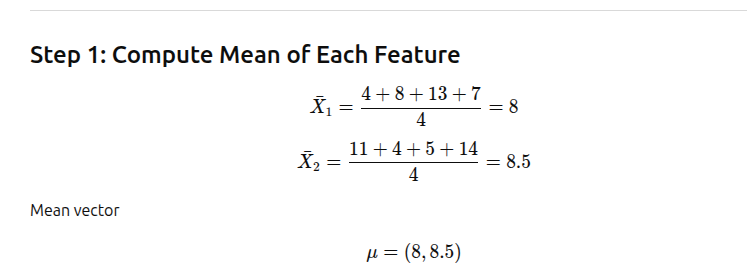 Step 1: Compute Mean of Each Feature
X̄₁ = (4 + 8 + 13 + 7) / 4 = 8
X̄₂ = (11 + 4 + 5 + 14) / 4 = 8.5
Mean vector
μ = (8, 8.5)